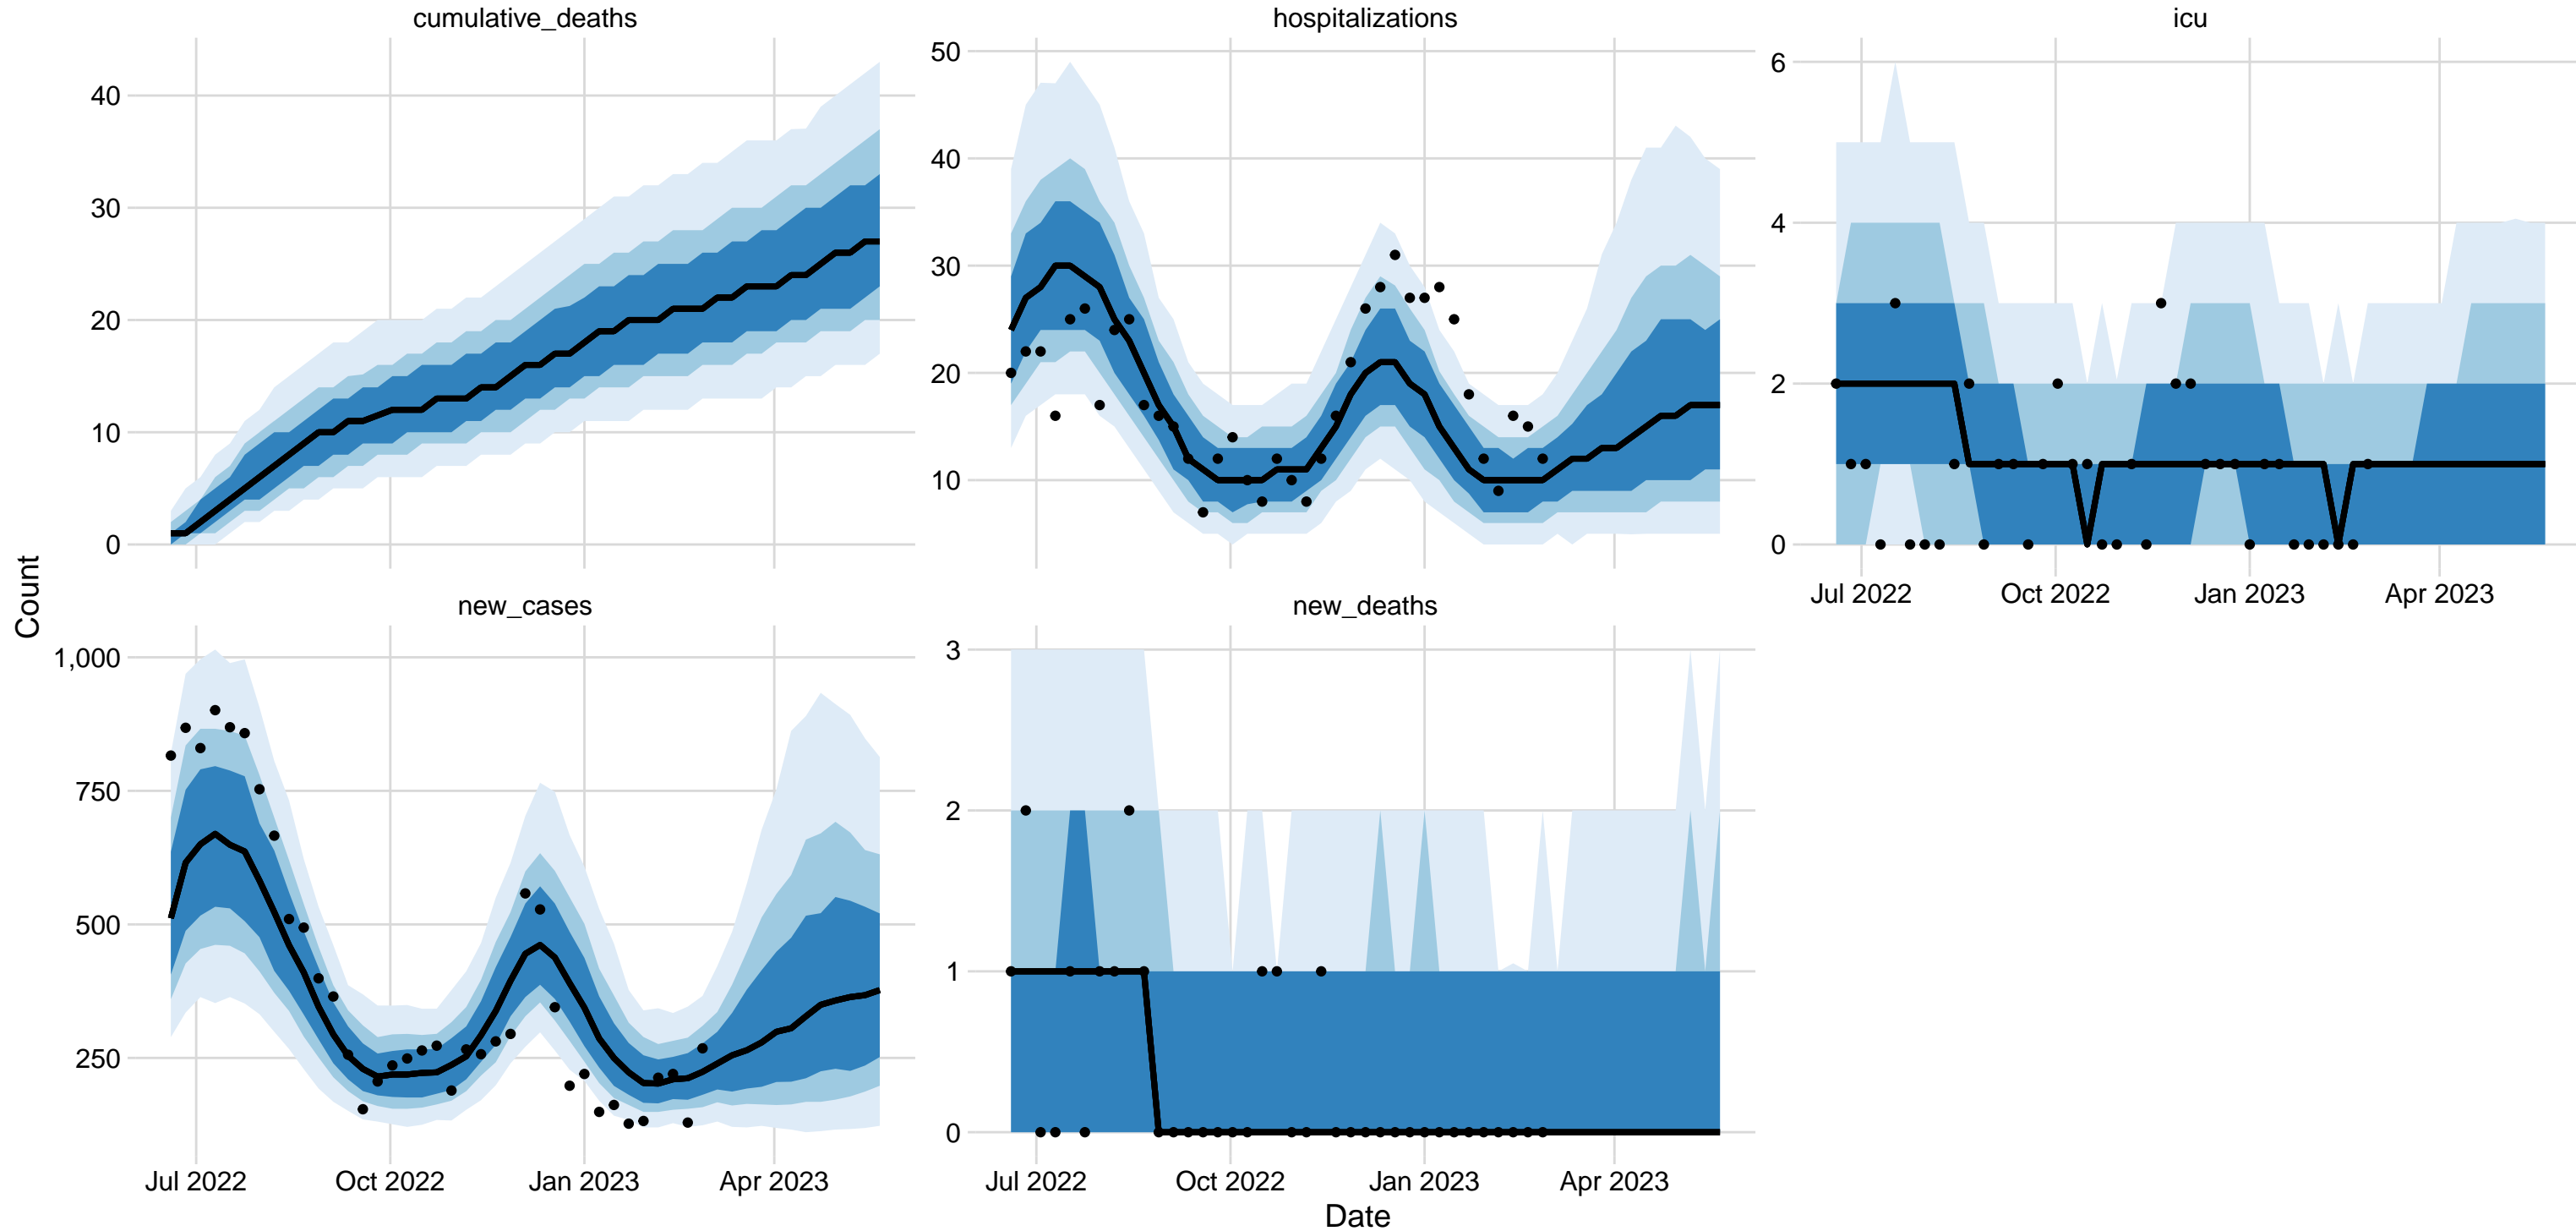 cumulative_deaths
hospitalizations
icu
40
30
20
10
0
50
40
30
20
10
6
4
2
0
Jul 2022
Oct 2022
Jan 2023
Apr 2023
Count
new_cases
new_deaths
1,000
750
500
250
Jul 2022
Oct 2022
Jan 2023
Apr 2023
3
2
1
0
Jul 2022
Oct 2022
Jan 2023
Apr 2023
Date